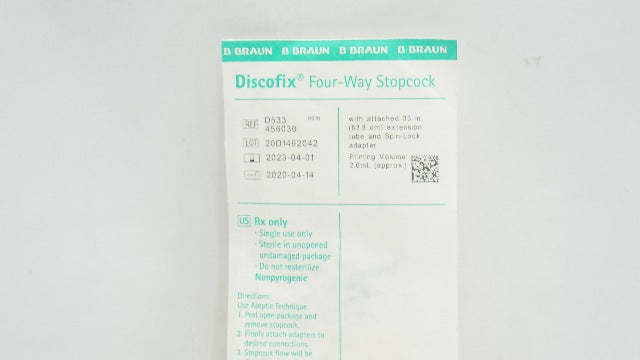 B BRAUN B BRAUN B BRAUN B BRAUN
Discofix® Four-Way Stopcock
REF D533
456030
LOT 20D1492042
2023-04-01
2020-04-14
with attached 33 in.
(83.8 cm) extension
tube and Spin-Lock
adapter
Priming Volume:
2.6mL (approx.)
US Rx only
· Single use only
· Sterile in unopened
undamaged package
· Do not resterilize
Nonpyrogenic
Directions:
Use Aseptic Technique.
1. Peel open package and
remove stopcock.
2. Firmly attach adapters to
desired connections.
3. Stopcock flow will be